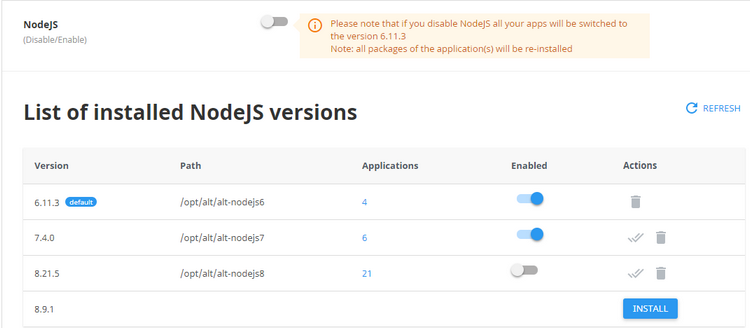 NodeJS
(Disable/Enable)
Please note that if you disable NodeJS all your apps will be switched to
the version 6.11.3
Note: all packages of the application(s) will be re-installed
List of installed NodeJS versions
REFRESH
Version Path Applications Enabled Actions
6.11.3 default /opt/alt/alt-nodejs6 4
7.4.0 /opt/alt/alt-nodejs7 6
8.21.5 /opt/alt/alt-nodejs8 21
8.9.1 INSTALL